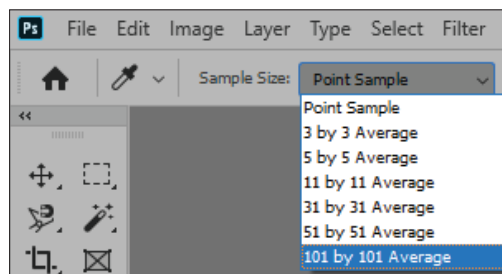 Ps File Edit Image Layer Type Select Filter
Sample Size: Point Sample
Point Sample
3 by 3 Average
5 by 5 Average
11 by 11 Average
31 by 31 Average
51 by 51 Average
101 by 101 Average